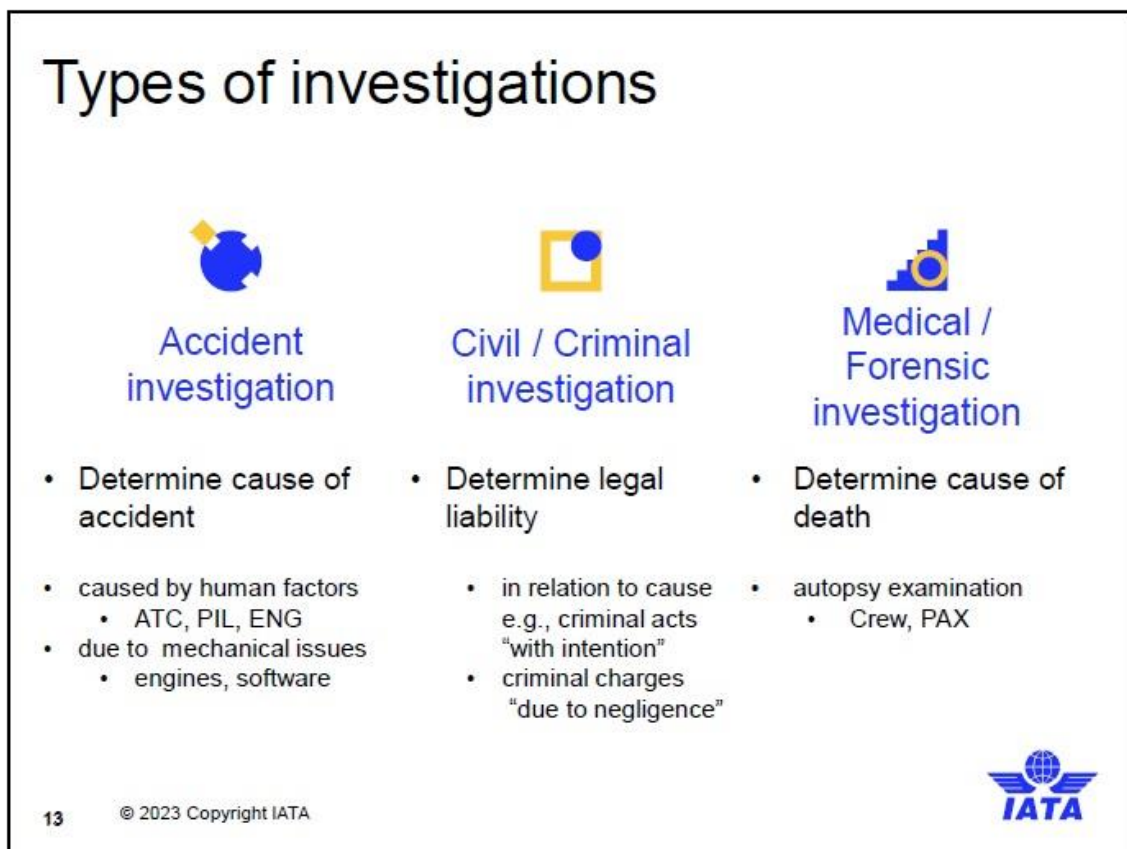 Types of investigations
Accident
investigation
• Determine cause of
accident
• caused by human factors
• ATC, PIL, ENG
• due to mechanical issues
• engines, software
Civil / Criminal
investigation
• Determine legal
liability
• in relation to cause
e.g., criminal acts
“with intention”
• criminal charges
“due to negligence”
Medical /
Forensic
investigation
• Determine cause of
death
• autopsy examination
• Crew, PAX
13 © 2023 Copyright IATA
IATA